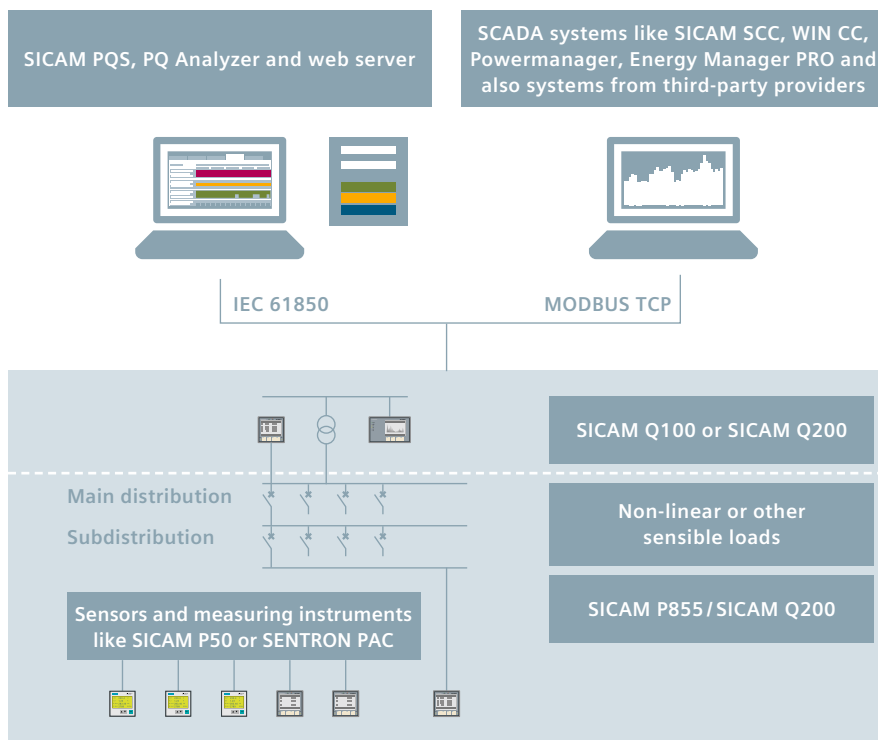 SICAM PQS, PQ Analyzer and web server
SCADA systems like SICAM SCC, WIN CC,
Powermanager, Energy Manager PRO and
also systems from third-party providers
IEC 61850
MODBUS TCP
SICAM Q100 or SICAM Q200
Main distribution
Subdistribution
Non-linear or other
sensible loads
Sensors and measuring instruments
like SICAM P50 or SENTRON PAC
SICAM P855/SICAM Q200